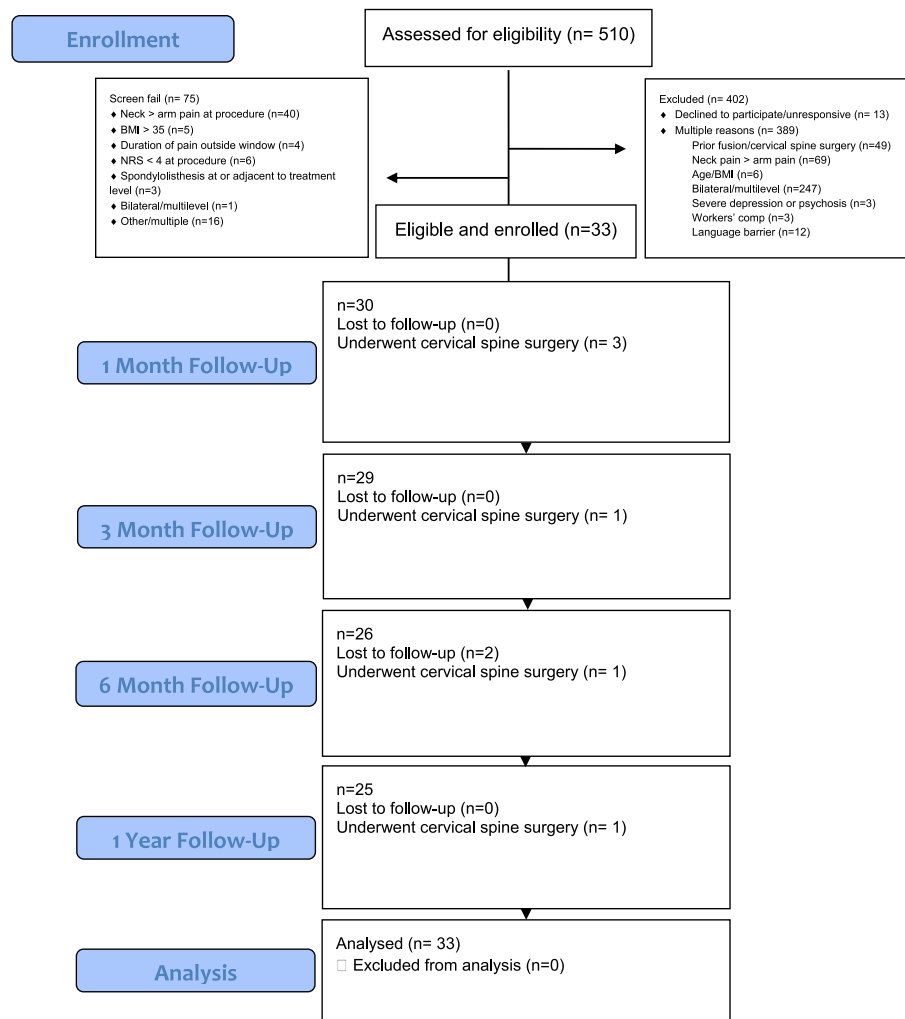 Enrollment
Assessed for eligibility (n= 510)
Screen fail (n= 75)
♦ Neck > arm pain at procedure (n=40)
♦ BMI > 35 (n=5)
♦ Duration of pain outside window (n=4)
♦ NRS < 4 at procedure (n=6)
♦ Spondylolisthesis at or adjacent to treatment
level (n=3)
♦ Bilateral/multilevel (n=1)
♦ Other/multiple (n=16)
Excluded (n= 402)
♦ Declined to participate/unresponsive (n= 13)
♦ Multiple reasons (n= 389)
Prior fusion/cervical spine surgery (n=49)
Neck pain > arm pain (n=69)
Age/BMI (n=6)
Bilateral/multilevel (n=247)
Severe depression or psychosis (n=3)
Workers' comp (n=3)
Language barrier (n=12)
Eligible and enrolled (n=33)
1 Month Follow-Up
n=30
Lost to follow-up (n=0)
Underwent cervical spine surgery (n= 3)
3 Month Follow-Up
n=29
Lost to follow-up (n=0)
Underwent cervical spine surgery (n= 1)
6 Month Follow-Up
n=26
Lost to follow-up (n=2)
Underwent cervical spine surgery (n= 1)
1 Year Follow-Up
n=25
Lost to follow-up (n=0)
Underwent cervical spine surgery (n= 1)
Analysis
Analysed (n= 33)
□ Excluded from analysis (n=0)